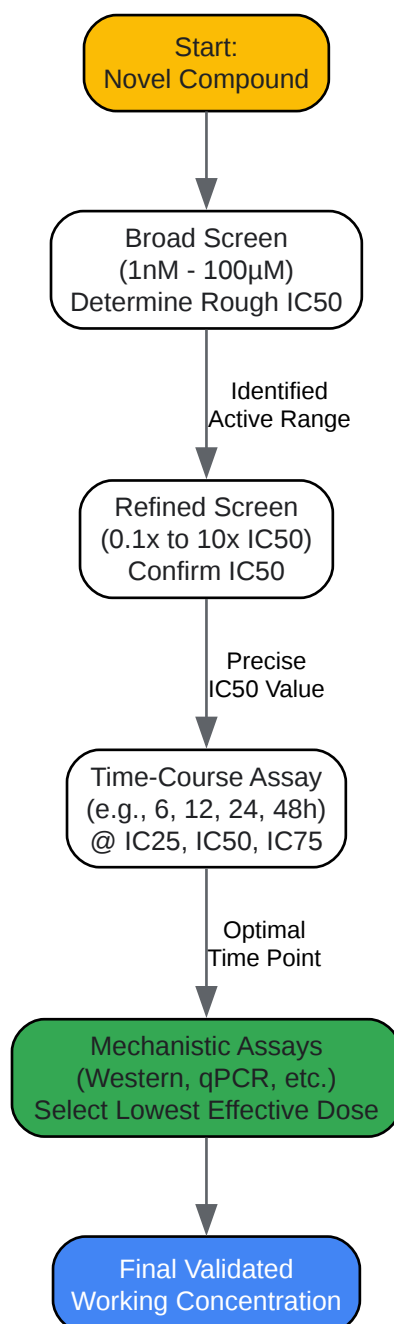 Start:
Novel Compound
Broad Screen
(1nM - 100µM)
Determine Rough IC50
Identified
Active Range
Refined Screen
(0.1x to 10x IC50)
Confirm IC50
Precise
IC50 Value
Time-Course Assay
(e.g., 6, 12, 24, 48h)
@ IC25, IC50, IC75
Optimal
Time Point
Mechanistic Assays
(Western, qPCR, etc.)
Select Lowest Effective Dose
Final Validated
Working Concentration